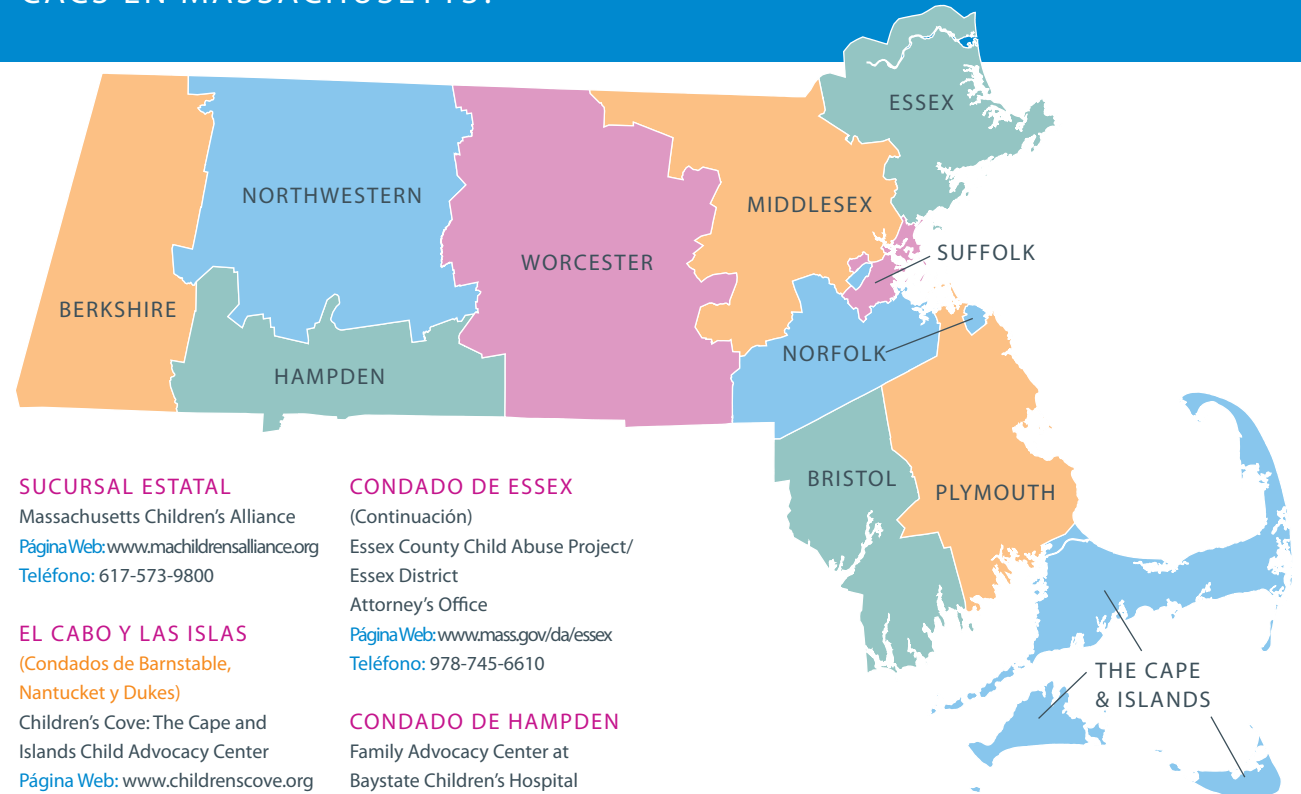 CACS EN MASSACHUSETTS:
ESSEX
NORTHWESTERN
MIDDLESEX
SUFFOLK
WORCESTER
BERKSHIRE
NORFOLK
HAMPDEN
BRISTOL
PLYMOUTH
THE CAPE
& ISLANDS
SUCURSAL ESTATAL
Massachusetts Children's Alliance
Página Web: www.machildrensalliance.org
Teléfono: 617-573-9800
EL CABO Y LAS ISLAS
(Condados de Barnstable,
Nantucket y Dukes)
Children's Cove: The Cape and
Islands Child Advocacy Center
Página Web: www.childrenscove.org
CONDADO DE ESSEX
(Continuación)
Essex County Child Abuse Project/
Essex District
Attorney's Office
Página Web: www.mass.gov/da/essex
Teléfono: 978-745-6610
CONDADO DE HAMPDEN
Family Advocacy Center at
Baystate Children's Hospital